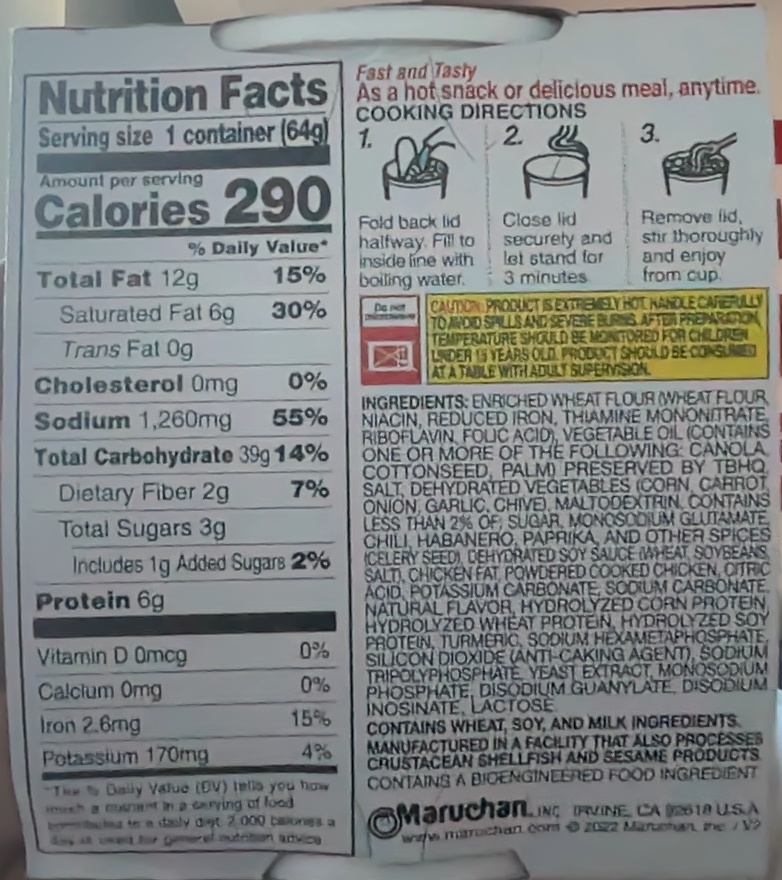 Nutrition Facts
Serving size 1 container (64g)
Amount per serving
Calories 290
% Daily Value*
Total Fat 12g 15%
Saturated Fat 6g 30%
Trans Fat 0g
Cholesterol 0mg 0%
Sodium 1,260mg 55%
Total Carbohydrate 39g 14%
Dietary Fiber 2g 7%
Total Sugars 3g
Includes 1g Added Sugars 2%
Protein 6g
Vitamin D 0mcg 0%
Calcium 0mg 0%
Iron 2.6mg 15%
Potassium 170mg 4%
*The % Daily Value (DV) tells you how
much a nutrient in a serving of food
to a daily diet. 2,000 calories a
day is used for general nutrition advice
Fast and Tasty
As a hot snack or delicious meal, anytime.
COOKING DIRECTIONS
1.
Fold back lid
halfway. Fill to
inside line with
boiling water.
2.
Close lid
securely and
let stand for
3 minutes
3.
Remove lid,
stir thoroughly
and enjoy
from cup.
Do not
CAUTION: PRODUCT IS EXTREMELY HOT. HANDLE CAREFULLY
TO AVOID SPILLS AND SEVERE BURNS. AFTER PREPARATION
TEMPERATURE SHOULD BE MONITORED FOR CHILDREN
UNDER YEARS OLD. PRODUCT SHOULD BE CONSUMED
AT A TABLE WITH ADULT SUPERVISION.
INGREDIENTS: ENRICHED WHEAT FLOUR (WHEAT FLOUR,
NIACIN, REDUCED IRON, THIAMINE MONONITRATE,
RIBOFLAVIN, FOLIC ACID), VEGETABLE OIL (CONTAINS
ONE OR MORE OF THE FOLLOWING: CANOLA,
COTTONSEED, PALM) PRESERVED BY TBHQ,
SALT, DEHYDRATED VEGETABLES (CORN, CARROT,
ONION, GARLIC, CHIVE), MALTODEXTRIN, CONTAINS
LESS THAN 2% OF: SUGAR, MONOSODIUM GLUTAMATE,
CHILI, HABANERO, PAPRIKA, AND OTHER SPICES
(CELERY SEED), DEHYDRATED SOY SAUCE (WHEAT, SOYBEANS,
SALT), CHICKEN FAT, POWDERED COOKED CHICKEN, CITRIC
ACID, POTASSIUM CARBONATE, SODIUM CARBONATE,
NATURAL FLAVOR, HYDROLYZED CORN PROTEIN,
HYDROLYZED WHEAT PROTEIN, HYDROLYZED SOY
PROTEIN, TURMERIC, SODIUM HEXAMETAPHOSPHATE,
SILICON DIOXIDE (ANTI-CAKING AGENT), SODIUM
TRIPOLYPHOSPHATE, YEAST EXTRACT, MONOSODIUM
PHOSPHATE, DISODIUM GUANYLATE, DISODIUM
INOSINATE, LACTOSE.
CONTAINS WHEAT, SOY, AND MILK INGREDIENTS.
MANUFACTURED IN A FACILITY THAT ALSO PROCESSES
CRUSTACEAN SHELLFISH AND SESAME PRODUCTS.
CONTAINS A BIOENGINEERED FOOD INGREDIENT
Maruchan, INC. IRVINE, CA 92618 U.S.A
www.maruchan.com © 2022 Maruchan, Inc. / V2